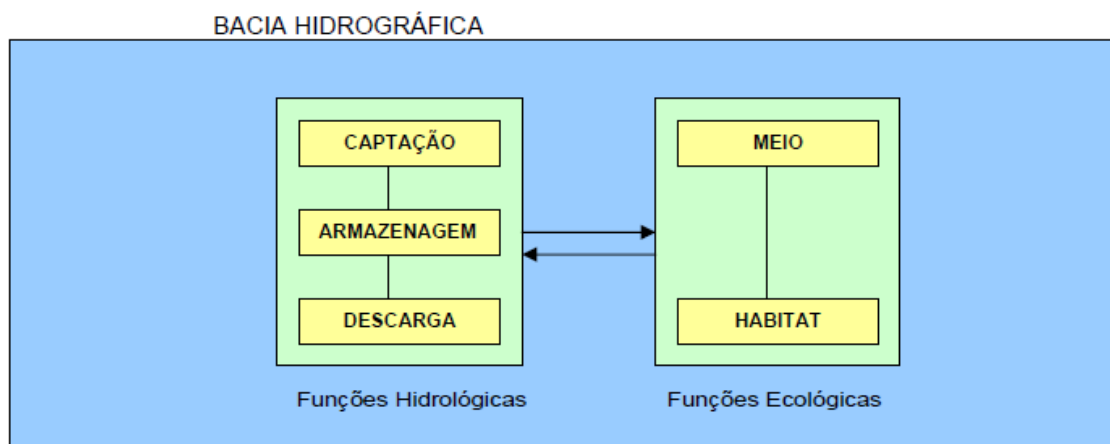 BACIA HIDROGRÁFICA
CAPTAÇÃO
ARMAZENAGEM
DESCARGA
Funções Hidrológicas
MEIO
HABITAT
Funções Ecológicas